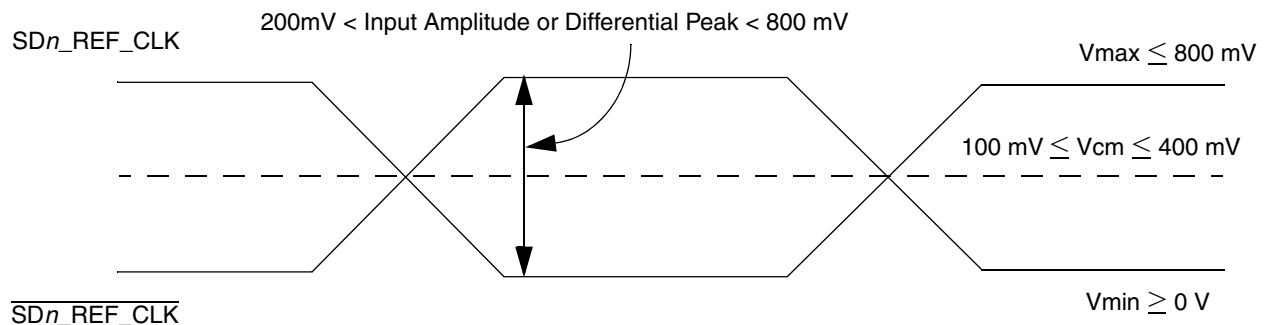 200mV < Input Amplitude or Differential Peak < 800 mV
SDn_REF_CLK
Vmax ≤ 800 mV
100 mV ≤ Vcm ≤ 400 mV
Vmin ≥ 0 V
SDn_REF_CLK